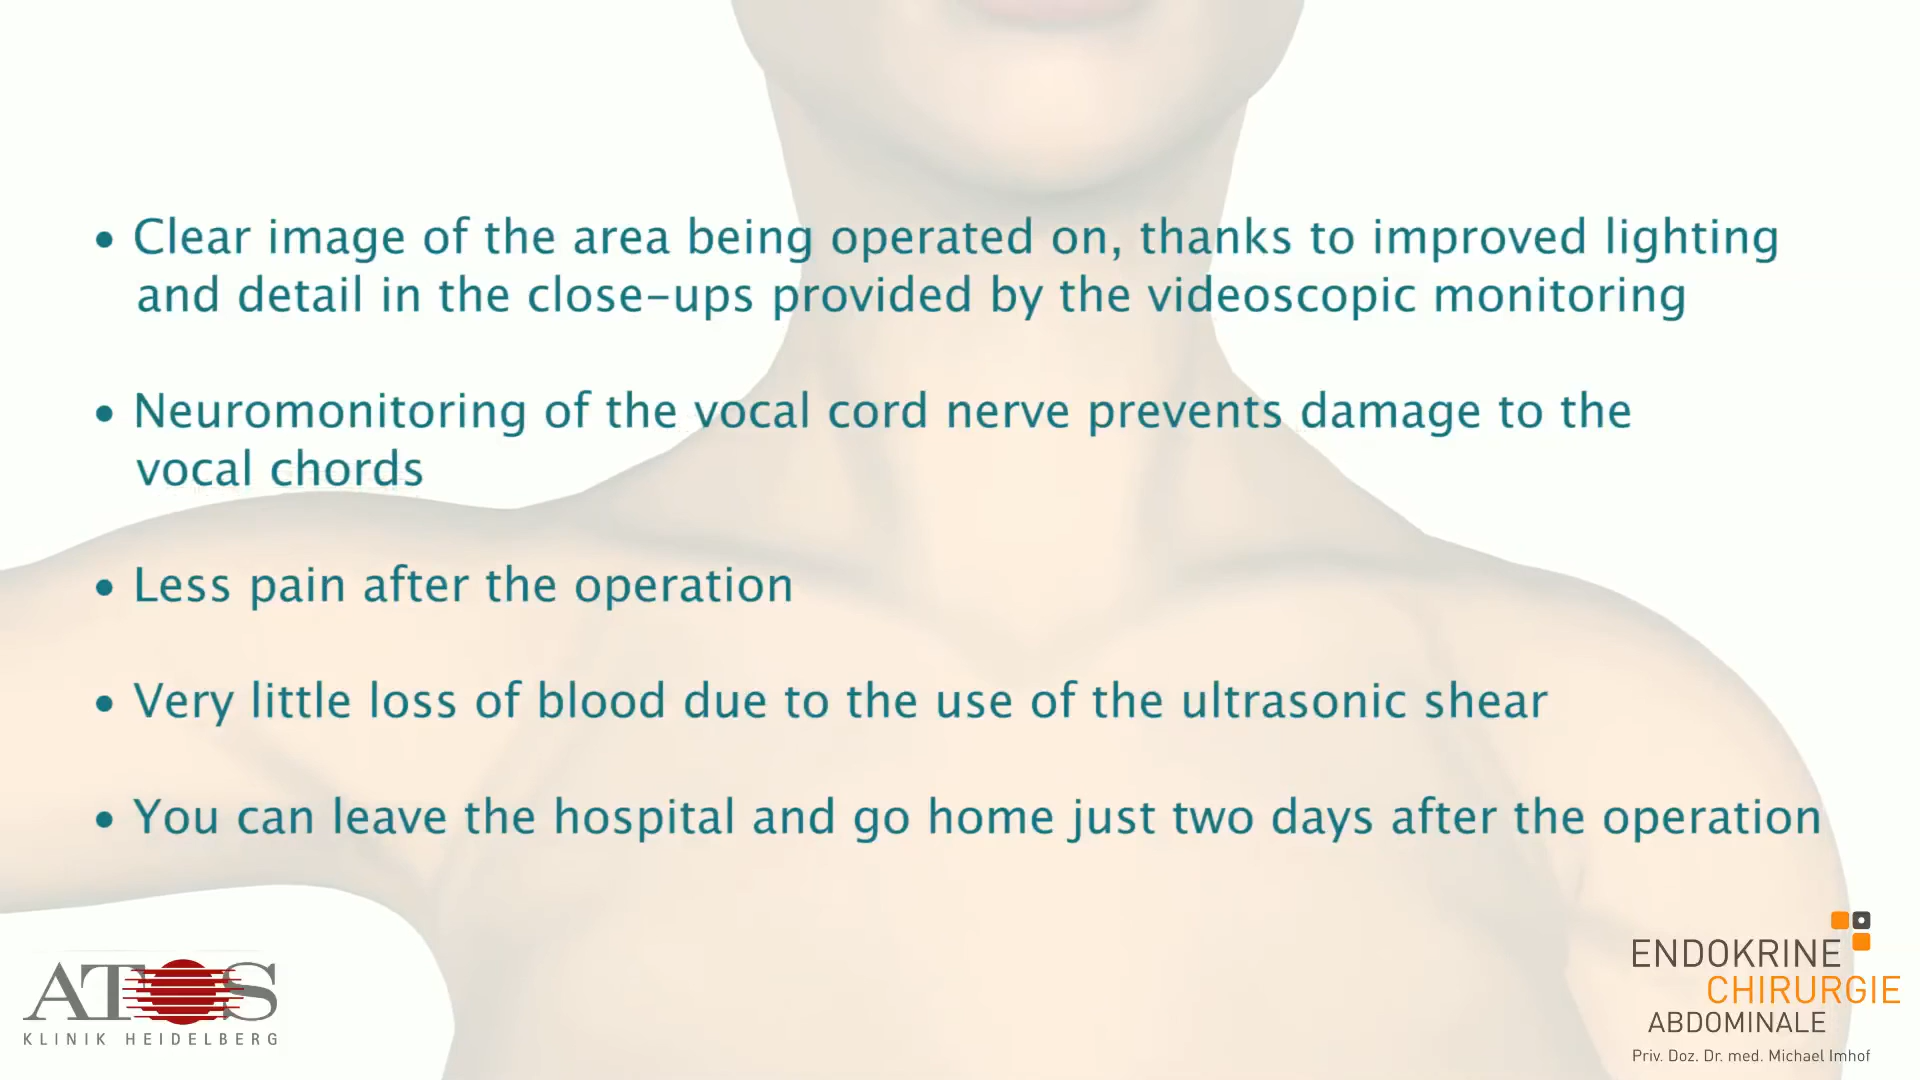 • Clear image of the area being operated on, thanks to improved lighting
and detail in the close-ups provided by the videoscopic monitoring
• Neuromonitoring of the vocal cord nerve prevents damage to the
vocal chords
• Less pain after the operation
• Very little loss of blood due to the use of the ultrasonic shear
• You can leave the hospital and go home just two days after the operation
ATOS
KLINIK HEIDELBERG
ENDOKRINE
CHIRURGIE
ABDOMINALE
Priv. Doz. Dr. med. Michael Imhof